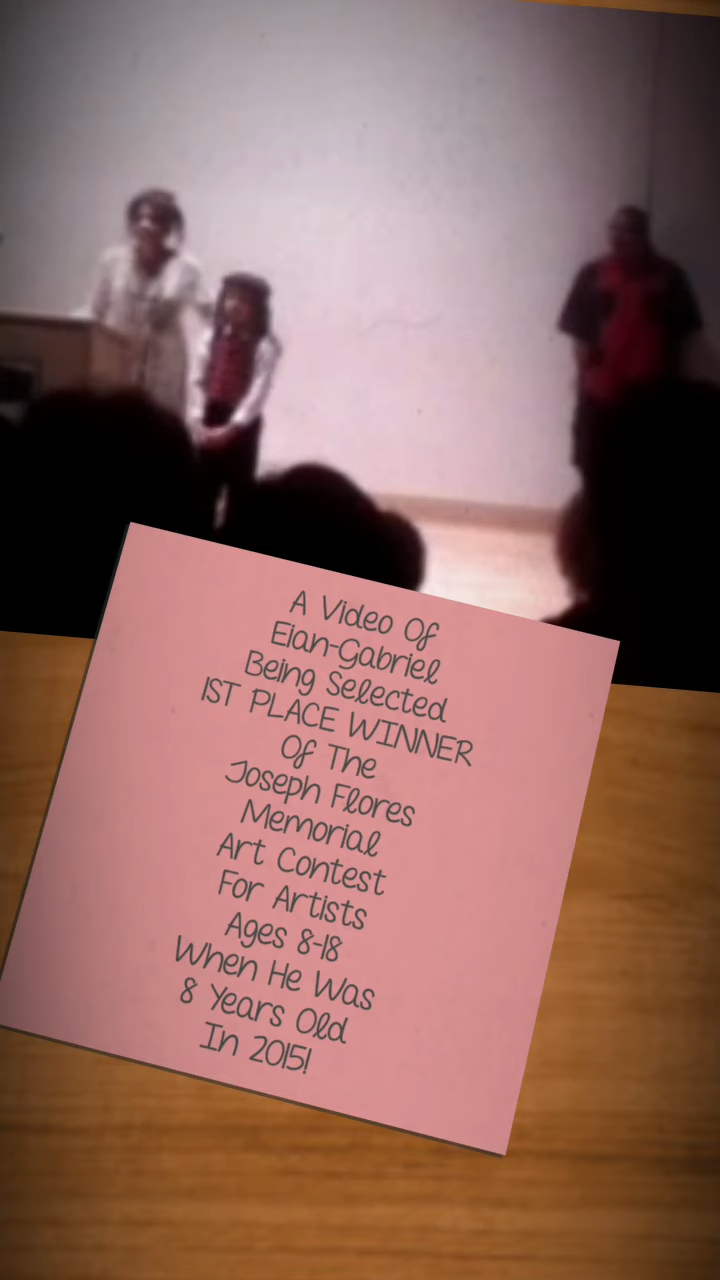 A Video Of
Eian-Gabriel
Being Selected
1ST PLACE WINNER
Of The
Joseph Flores
Memorial
Art Contest
For Artists
Ages 8-18
When He Was
8 Years Old
In 2015!